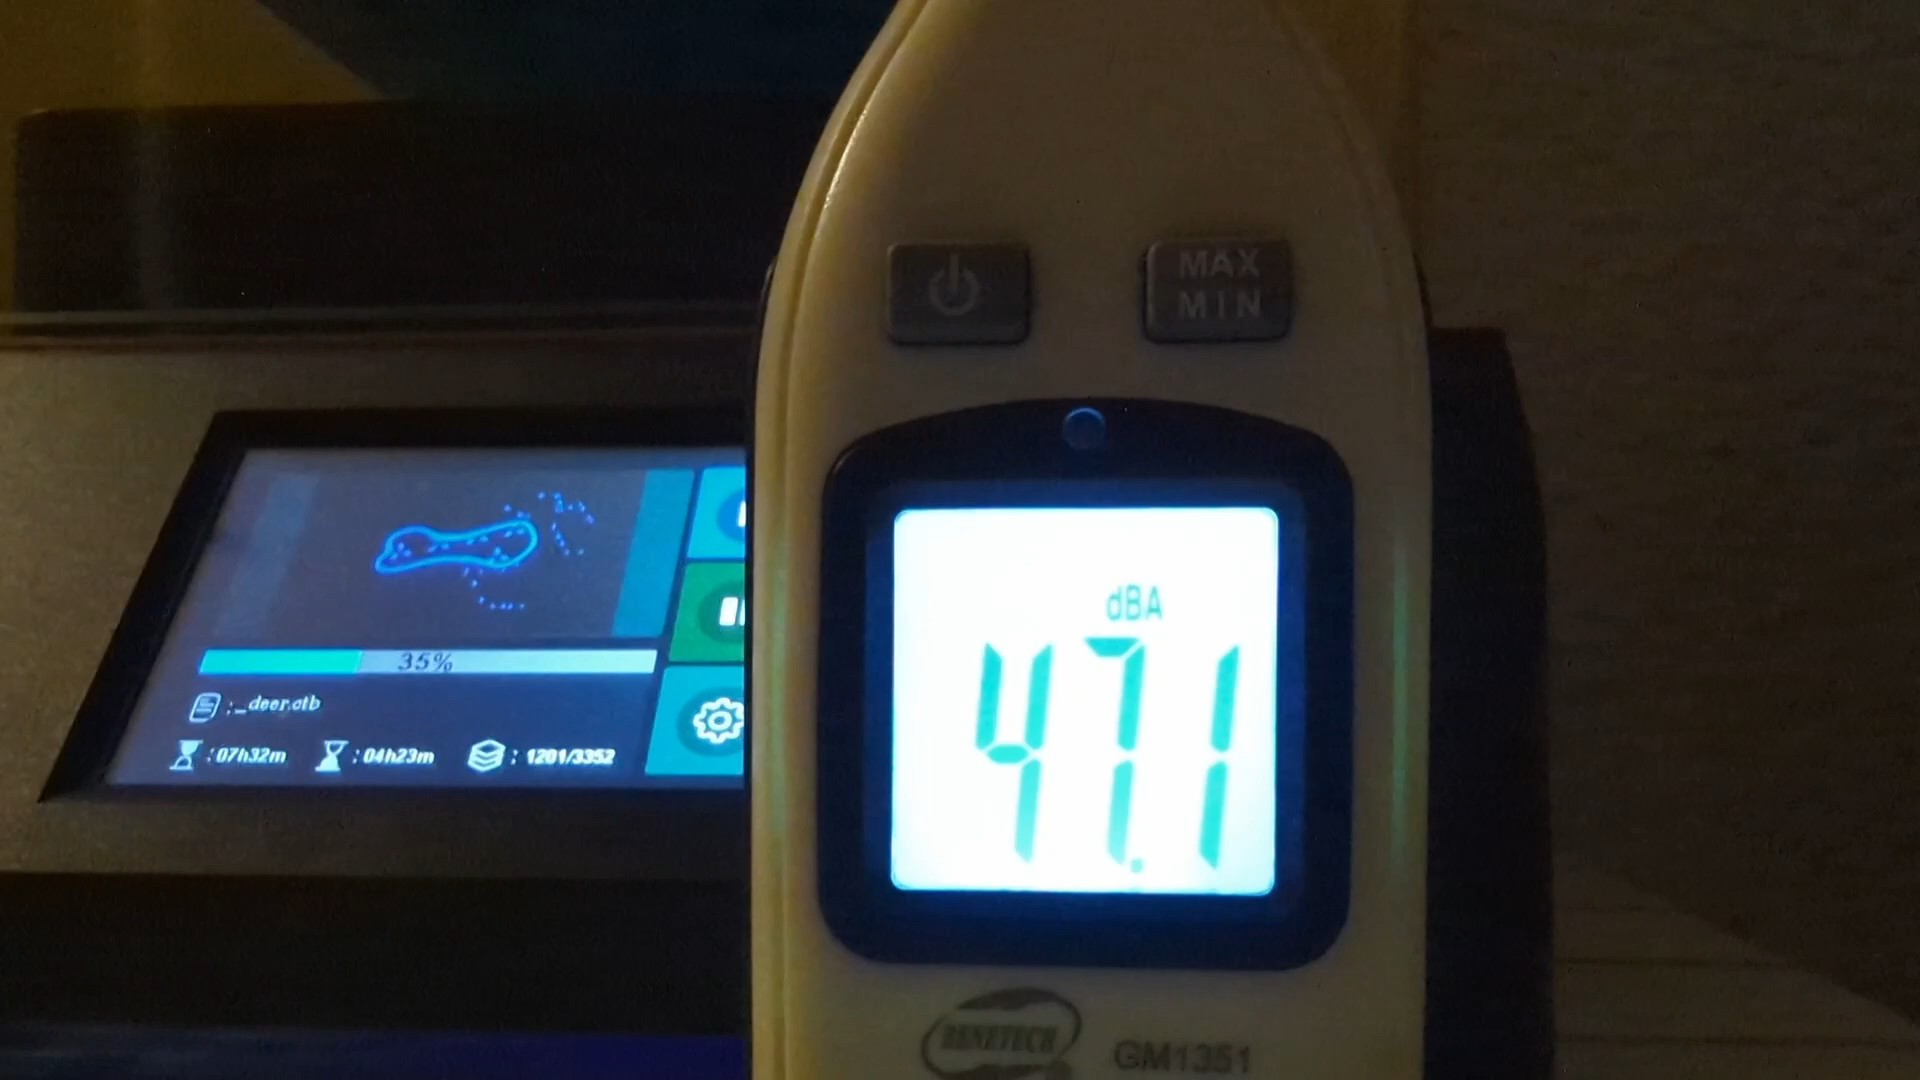 MAX
MIN
dBA
47.1
35%
:_deer.ctb
:07h32m :04h23m : 1201/3352
BENETECH
GM1351